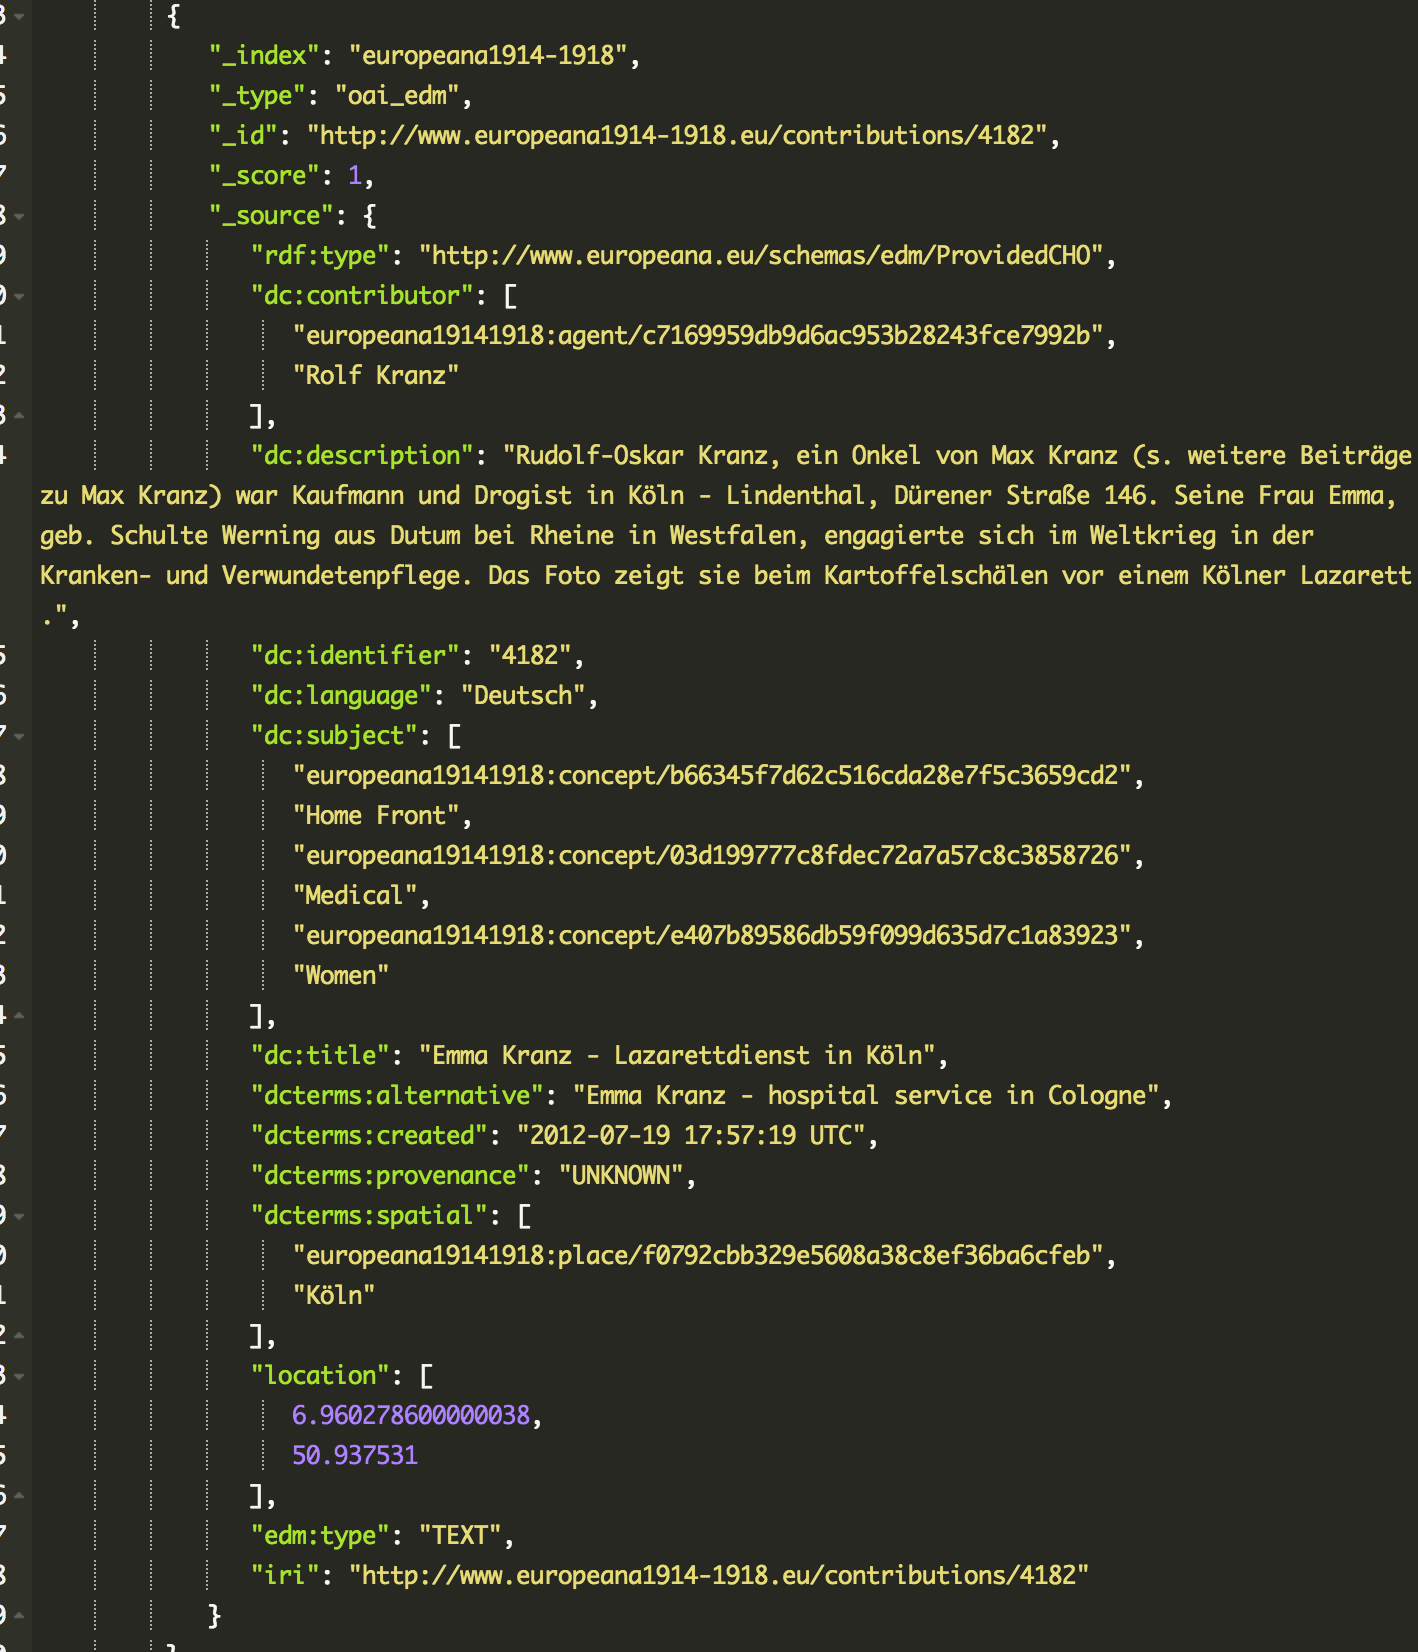 {
"_index": "europeana1914-1918",
"_type": "oai_edm",
"_id": "http://www.europeana1914-1918.eu/contributions/4182",
"_score": 1,
"_source": {
"rdf:type": "http://www.europeana.eu/schemas/edm/ProvidedCHO",
"dc:contributor": [
"europeana19141918:agent/c7169959db9d6ac953b28243fce7992b",
"Rolf Kranz"
],
"dc:description": "Rudolf-Oskar Kranz, ein Onkel von Max Kranz (s. weitere Beiträge
zu Max Kranz) war Kaufmann und Drogist in Köln - Lindenthal, Dürener Straße 146. Seine Frau Emma,
geb. Schulte Werning aus Dutum bei Rheine in Westfalen, engagierte sich im Weltkrieg in der
Kranken- und Verwundetenpflege. Das Foto zeigt sie beim Kartoffelschälen vor einem Kölner Lazarett
.",
"dc:identifier": "4182",
"dc:language": "Deutsch",
"dc:subject": [
"europeana19141918:concept/b66345f7d62c516cda28e7f5c3659cd2",
"Home Front",
"europeana19141918:concept/03d199777c8fdec72a7a57c8c3858726",
"Medical",
"europeana19141918:concept/e407b89586db59f099d635d7c1a83923",
"Women"
],
"dc:title": "Emma Kranz - Lazarettdienst in Köln",
"dcterms:alternative": "Emma Kranz - hospital service in Cologne",
"dcterms:created": "2012-07-19 17:57:19 UTC",
"dcterms:provenance": "UNKNOWN",
"dcterms:spatial": [
"europeana19141918:place/f0792cbb329e5608a38c8ef36ba6cfeb",
"Köln"
],
"location": [
6.960278600000038,
50.937531
],
"edm:type": "TEXT",
"iri": "http://www.europeana1914-1918.eu/contributions/4182"
}
}